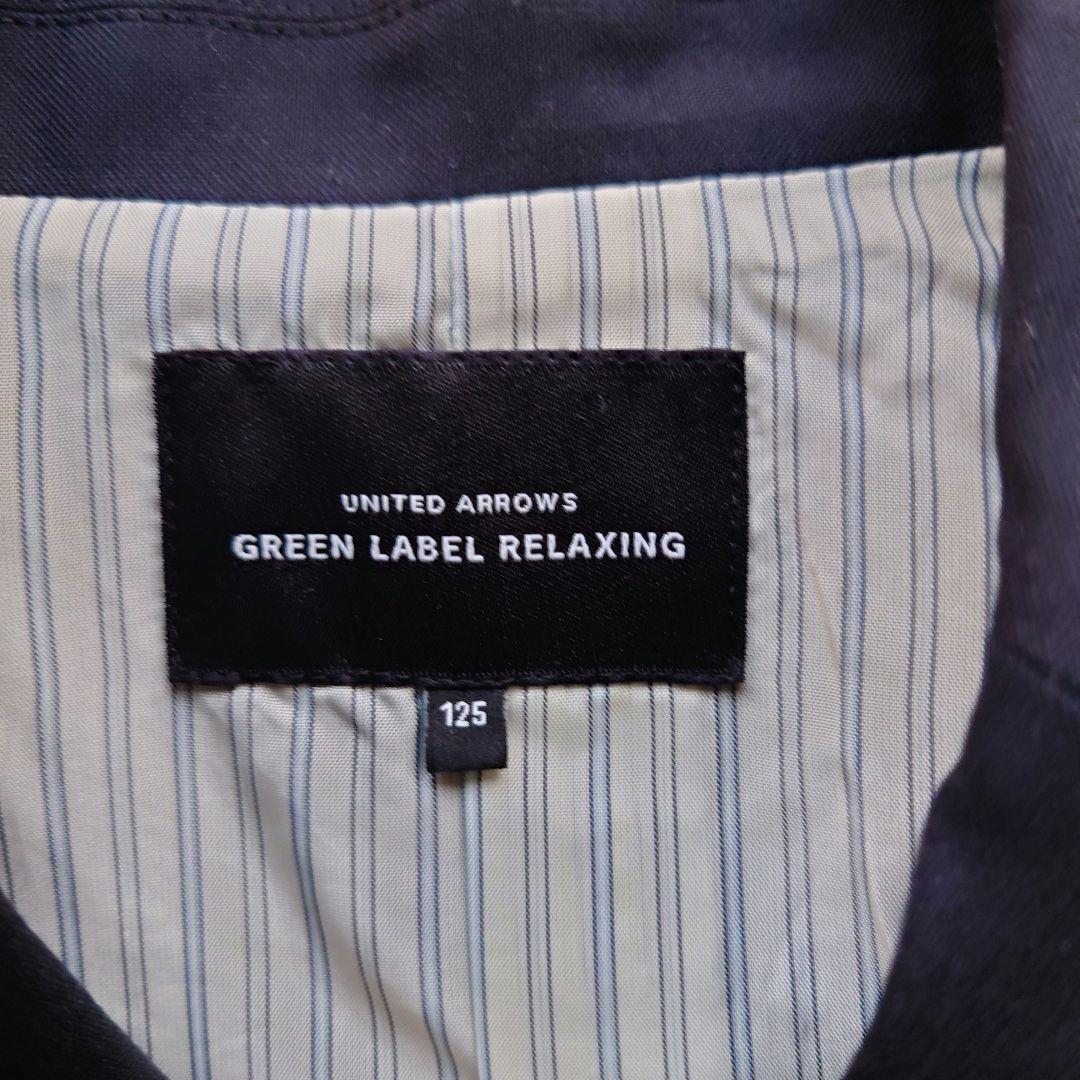 UNITED ARROWS
GREEN LABEL RELAXING
125